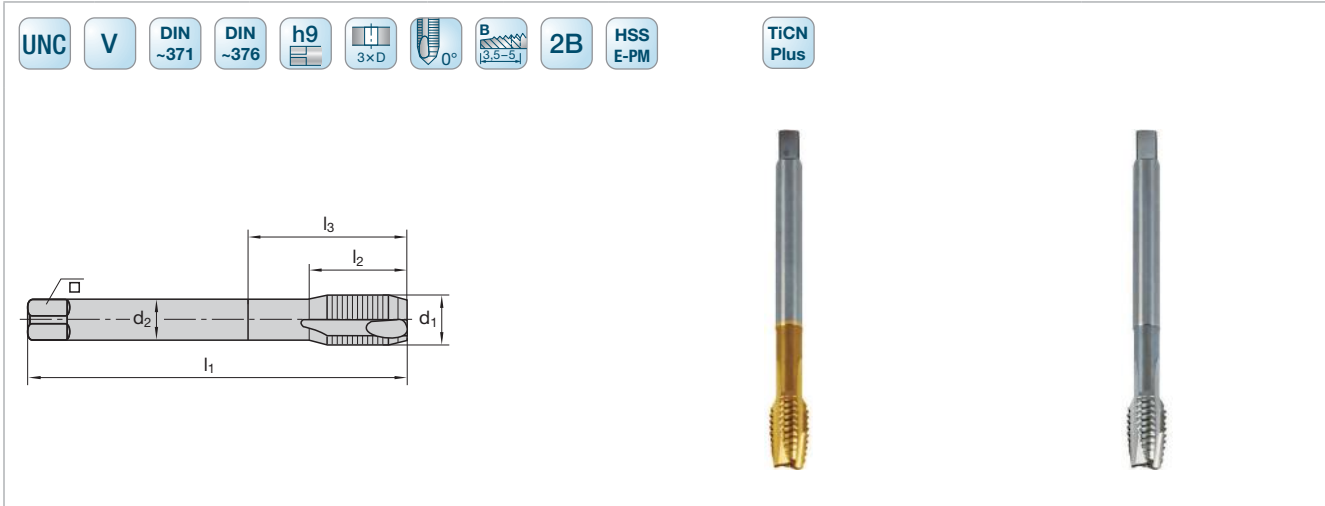 UNC
V
DIN
~371
DIN
~376
h9
3×D
0°
B
3,5–5
2B
HSS
E-PM
TiCN
Plus
l3
l2
d2
d1
l1